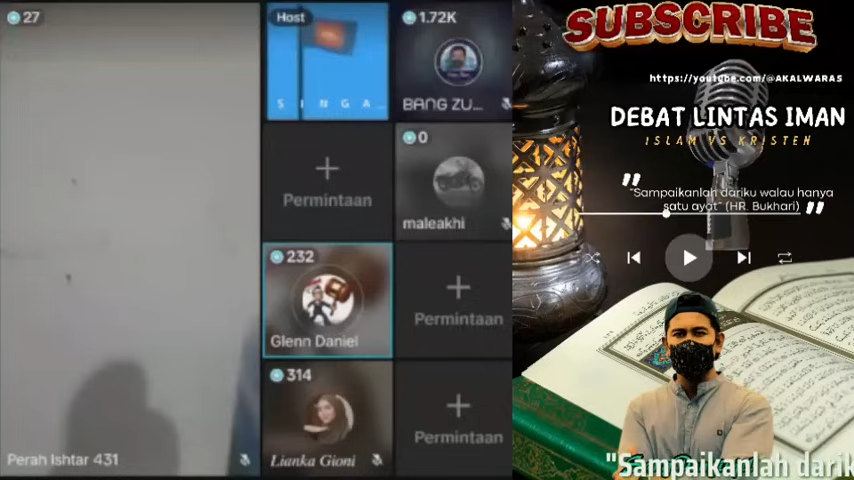 27
Host
S I N G A...
1.72K
BANG ZU...
Permintaan
0
maleakhi
232
Glenn Daniel
Permintaan
314
Lianka Gioni
Permintaan
Perah Ishtar 431
SUBSCRIBE
https://youtube.com/@AKALWARAS
DEBAT LINTAS IMAN
ISLAM VS KRISTEN
"Sampaikanlah dariku walau hanya
satu ayat" (HR. Bukhari)
"Sampaikanlah darik